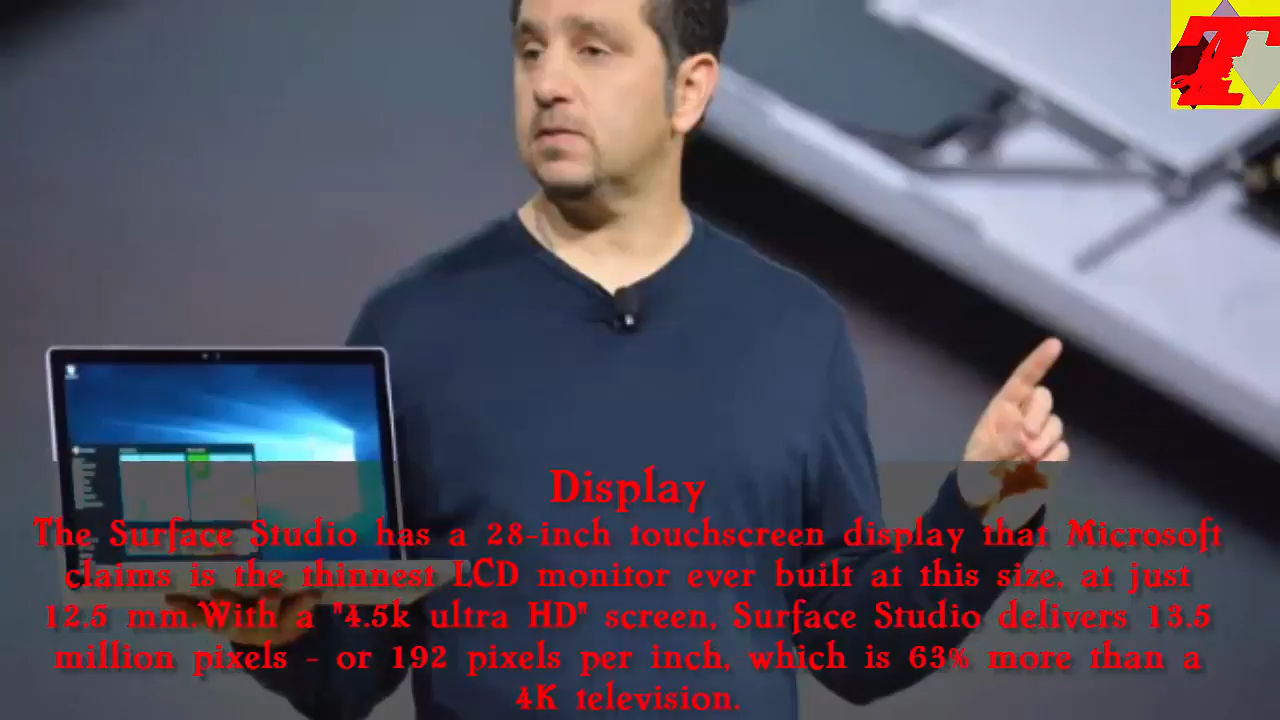 T
Display
The Surface Studio has a 28-inch touchscreen display that Microsoft
claims is the thinnest LCD monitor ever built at this size, at just
12.5 mm.With a "4.5k ultra HD" screen, Surface Studio delivers 13.5
million pixels - or 192 pixels per inch, which is 63% more than a
4K television.